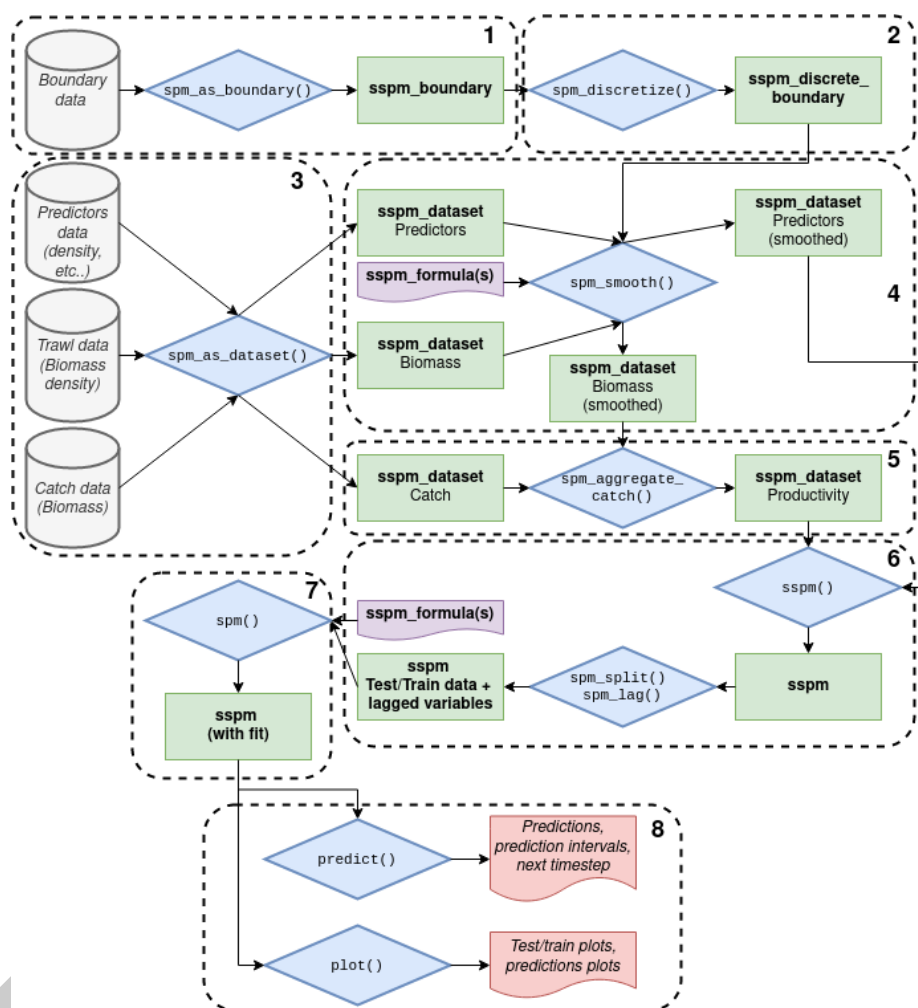 1
Boundary
data
spm_as_boundary()
sspm_boundary
2
spm_discretize()
sspm_discrete_
boundary
3
Predictors
data
(density,
etc..)
Trawl data
(Biomass
density)
Catch data
(Biomass)
spm_as_dataset()
4
sspm_dataset
Predictors
sspm_formula(s)
sspm_dataset
Biomass
spm_smooth()
sspm_dataset
Predictors
(smoothed)
sspm_dataset
Biomass
(smoothed)
5
sspm_dataset
Catch
spm_aggregate_
catch()
sspm_dataset
Productivity
6
sspm()
sspm
spm_split()
spm_lag()
sspm_formula(s)
sspm
Test/Train data +
lagged variables
7
spm()
sspm
(with fit)
8
predict()
Predictions,
prediction intervals,
next timestep
plot()
Test/train plots,
predictions plots